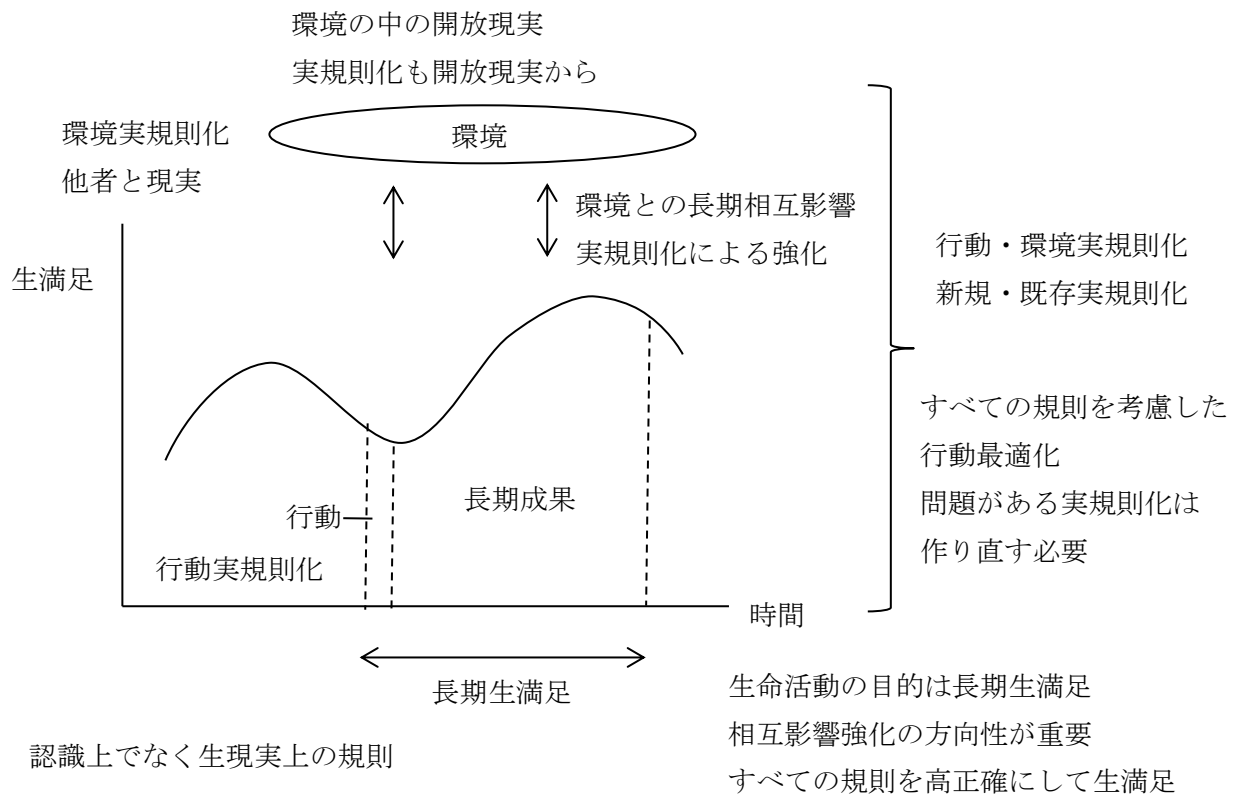 環境の中の開放現実
実規則化も開放現実から
環境実規則化
他者と現実
環境
環境との長期相互影響
実規則化による強化
生満足
行動・環境実規則化
新規・既存実規則化
すべての規則を考慮した
行動最適化
問題がある実規則化は
作り直す必要
行動
長期成果
行動実規則化
時間
長期生満足
生命活動の目的は長期生満足
相互影響強化の方向性が重要
すべての規則を高正確にして生満足
認識上でなく生現実上の規則